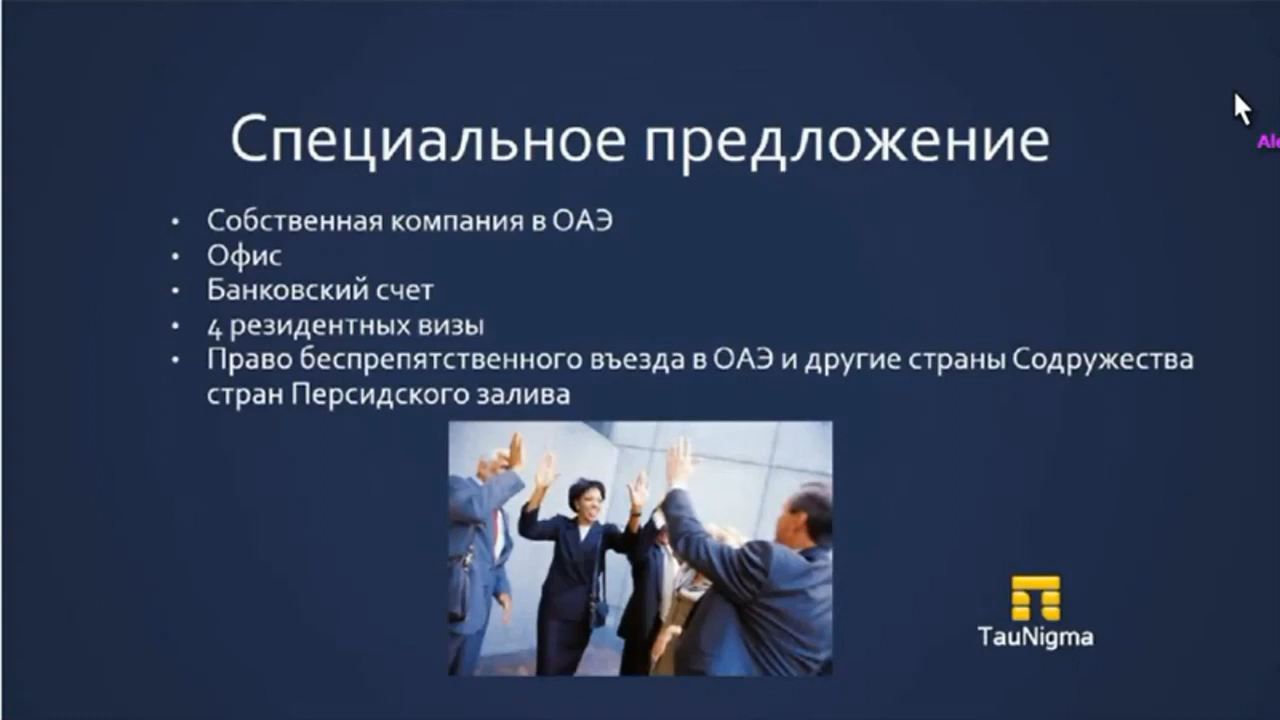 Специальное предложение
• Собственная компания в ОАЭ
• Офис
• Банковский счет
• 4 резидентных визы
• Право беспрепятственного въезда в ОАЭ и другие страны Содружества
стран Персидского залива
TauNigma